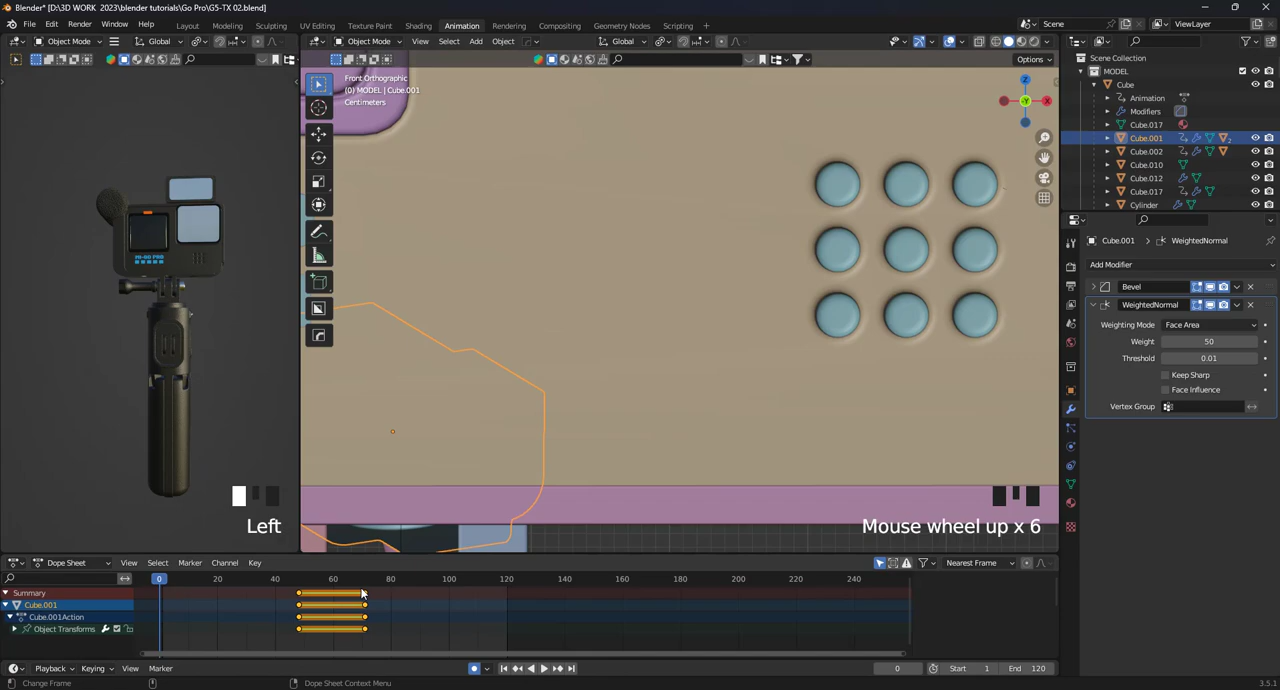 Blender* [D:\3D WORK 2023\blender tutorials\Go Pro\G5-TX 02.blend]
File Edit Render Window Help Layout Modeling Sculpting UV Editing Texture Paint Shading Animation Rendering Compositing Geometry Nodes Scripting + Scene ViewLayer
Object Mode Global Object Mode View Select Add Object Global
Options
Front Orthographic
(0) MODEL | Cube.001
Centimeters
Z
X
-Y
Scene Collection
MODEL
Cube
Animation
Modifiers
Cube.017
Cube.001
Cube.002
Cube.010
Cube.012
Cube.017
Cylinder
Cube.001 > WeightedNormal
Add Modifier
Bevel
WeightedNormal
Weighting Mode Face Area
Weight 50
Threshold 0.01
Keep Sharp
Face Influence
Vertex Group
Left
Mouse wheel up x 6
Dope Sheet View Select Marker Channel Key Nearest Frame
0 20 40 60 80 100 120 140 160 180 200 220 240
Summary
Cube.001
Cube.001Action
Object Transforms
Playback Keying View Marker 0 Start 1 End 120
Change Frame Dope Sheet Context Menu 3.5.1